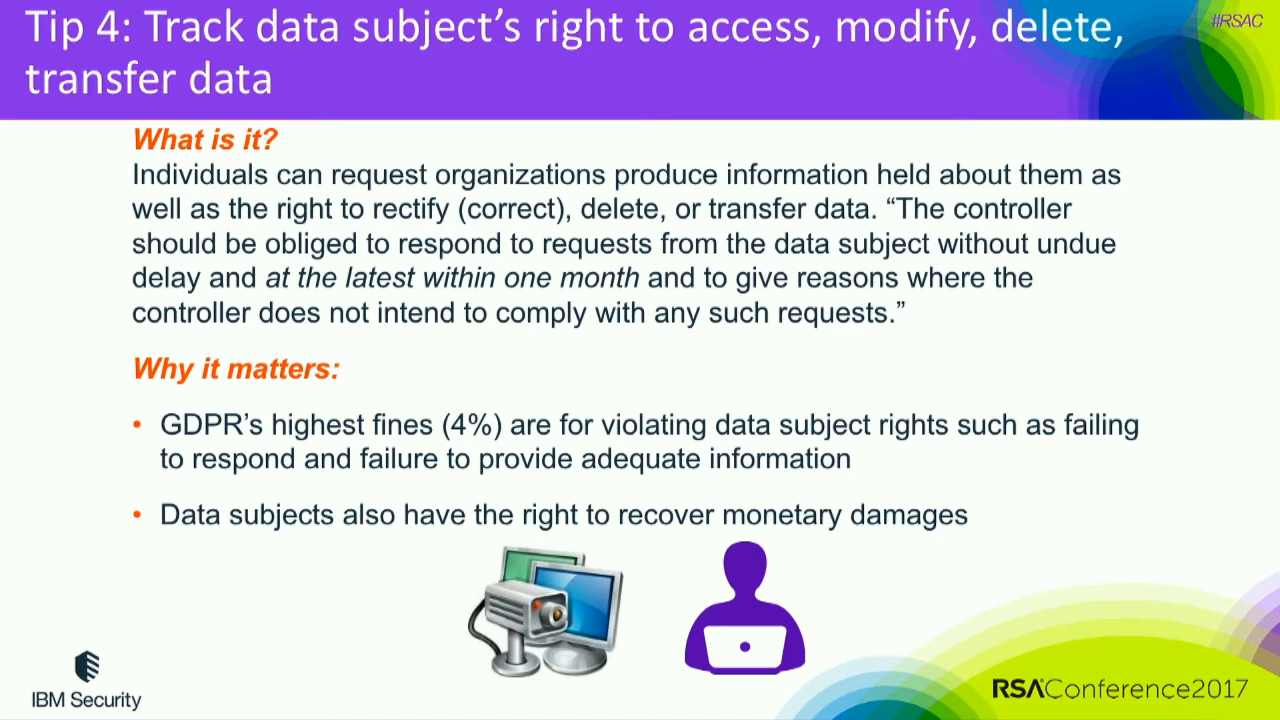 Tip 4: Track data subject’s right to access, modify, delete,
transfer data
#RSAC
What is it?
Individuals can request organizations produce information held about them as
well as the right to rectify (correct), delete, or transfer data. “The controller
should be obliged to respond to requests from the data subject without undue
delay and at the latest within one month and to give reasons where the
controller does not intend to comply with any such requests.”
Why it matters:
• GDPR’s highest fines (4%) are for violating data subject rights such as failing
to respond and failure to provide adequate information
• Data subjects also have the right to recover monetary damages
IBM Security
RSAConference2017